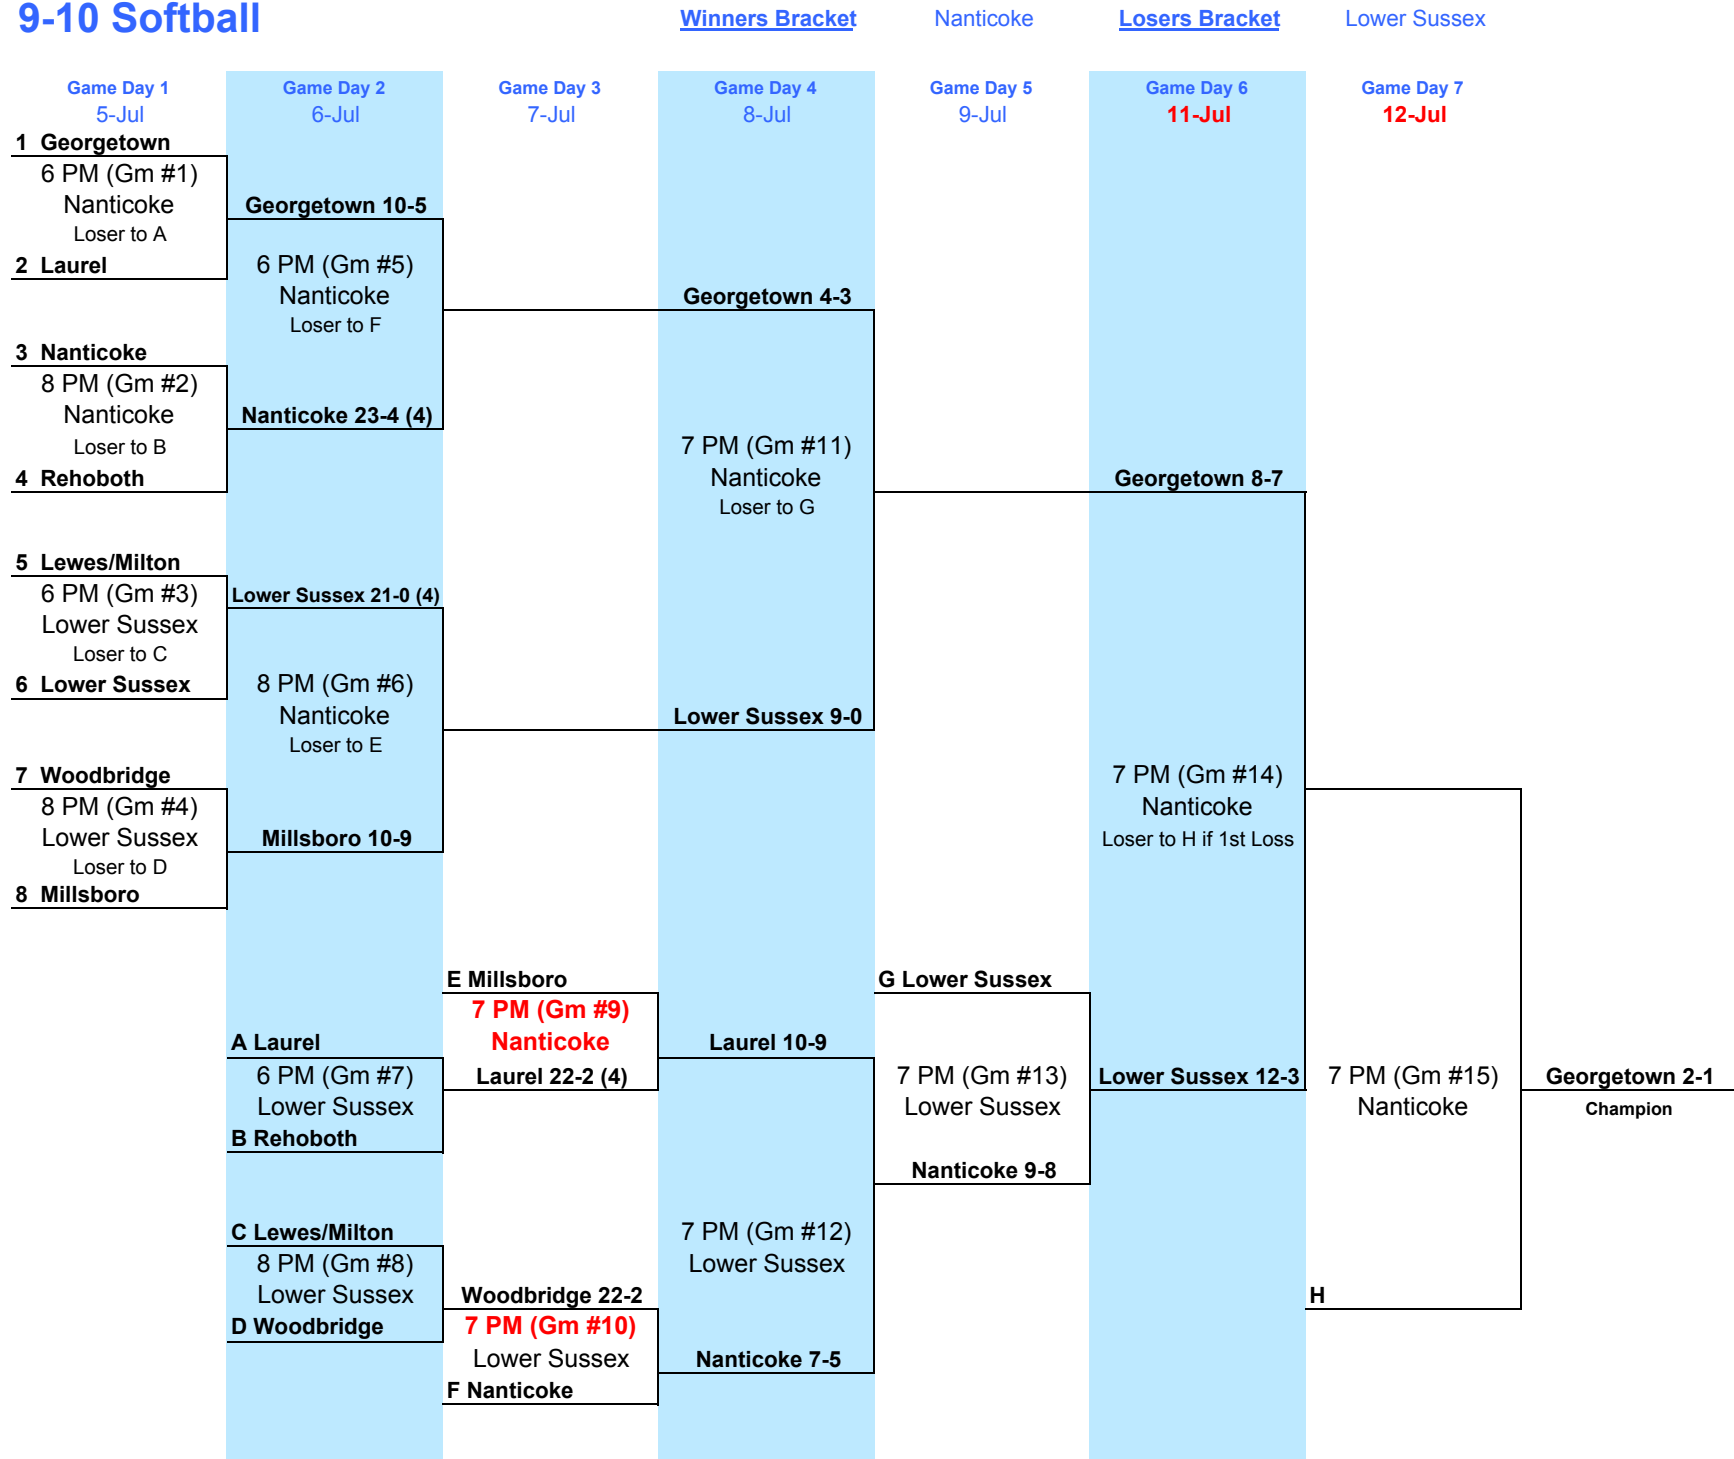 9-10 Softball
Winners Bracket Nanticoke Losers Bracket Lower Sussex
Game Day 1 Game Day 2 Game Day 3 Game Day 4 Game Day 5 Game Day 6 Game Day 7
5-Jul 6-Jul 7-Jul 8-Jul 9-Jul 11-Jul 12-Jul
1 Georgetown
6 PM (Gm #1)
Nanticoke
Loser to A
2 Laurel
3 Nanticoke
8 PM (Gm #2)
Nanticoke
Loser to B
4 Rehoboth
5 Lewes/Milton
6 PM (Gm #3)
Lower Sussex
Loser to C
6 Lower Sussex
7 Woodbridge
8 PM (Gm #4)
Lower Sussex
Loser to D
8 Millsboro
Georgetown 10-5
6 PM (Gm #5)
Nanticoke
Loser to F
Nanticoke 23-4 (4)
Lower Sussex 21-0 (4)
8 PM (Gm #6)
Nanticoke
Loser to E
Millsboro 10-9
A Laurel
6 PM (Gm #7)
Lower Sussex
B Rehoboth
C Lewes/Milton
8 PM (Gm #8)
Lower Sussex
D Woodbridge
E Millsboro
7 PM (Gm #9)
Nanticoke
Laurel 22-2 (4)
Woodbridge 22-2
7 PM (Gm #10)
Lower Sussex
F Nanticoke
Georgetown 4-3
7 PM (Gm #11)
Nanticoke
Loser to G
Lower Sussex 9-0
Laurel 10-9
7 PM (Gm #12)
Lower Sussex
Nanticoke 7-5
G Lower Sussex
7 PM (Gm #13)
Lower Sussex
Nanticoke 9-8
Georgetown 8-7
7 PM (Gm #14)
Nanticoke
Loser to H if 1st Loss
Lower Sussex 12-3
7 PM (Gm #15)
Nanticoke
H
Georgetown 2-1
Champion